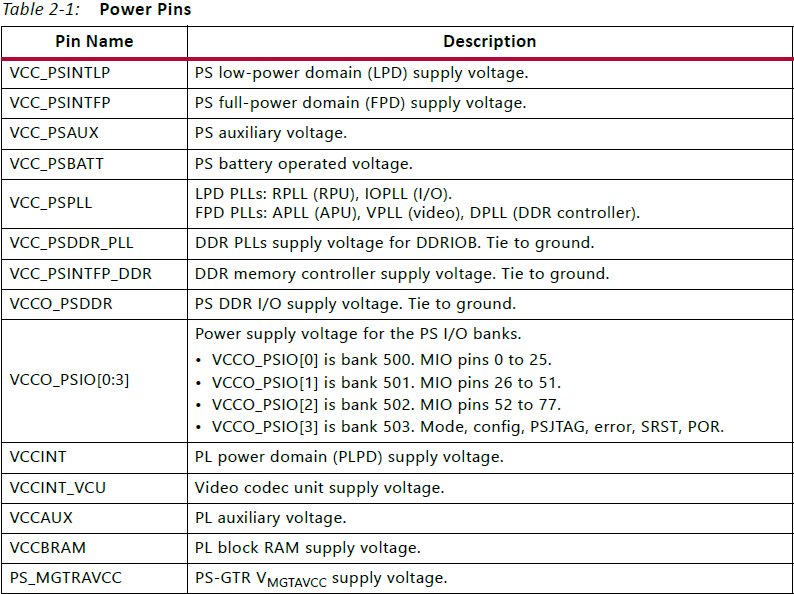 Table 2-1: Power Pins
Pin Name Description
VCC_PSINTLP PS low-power domain (LPD) supply voltage.
VCC_PSINTFP PS full-power domain (FPD) supply voltage.
VCC_PSAUX PS auxiliary voltage.
VCC_PSBATT PS battery operated voltage.
VCC_PSPLL LPD PLLs: RPLL (RPU), IOPLL (I/O).
FPD PLLs: APLL (APU), VPLL (video), DPLL (DDR controller).
VCC_PSDDR_PLL DDR PLLs supply voltage for DDRIOB. Tie to ground.
VCC_PSINTFP_DDR DDR memory controller supply voltage. Tie to ground.
VCCO_PSDDR PS DDR I/O supply voltage. Tie to ground.
VCCO_PSIO[0:3] Power supply voltage for the PS I/O banks.
• VCCO_PSIO[0] is bank 500. MIO pins 0 to 25.
• VCCO_PSIO[1] is bank 501. MIO pins 26 to 51.
• VCCO_PSIO[2] is bank 502. MIO pins 52 to 77.
• VCCO_PSIO[3] is bank 503. Mode, config, PSJTAG, error, SRST, POR.
VCCINT PL power domain (PLPD) supply voltage.
VCCINT_VCU Video codec unit supply voltage.
VCCAUX PL auxiliary voltage.
VCCBRAM PL block RAM supply voltage.
PS_MGTRAVCC PS-GTR VMGTAVCC supply voltage.